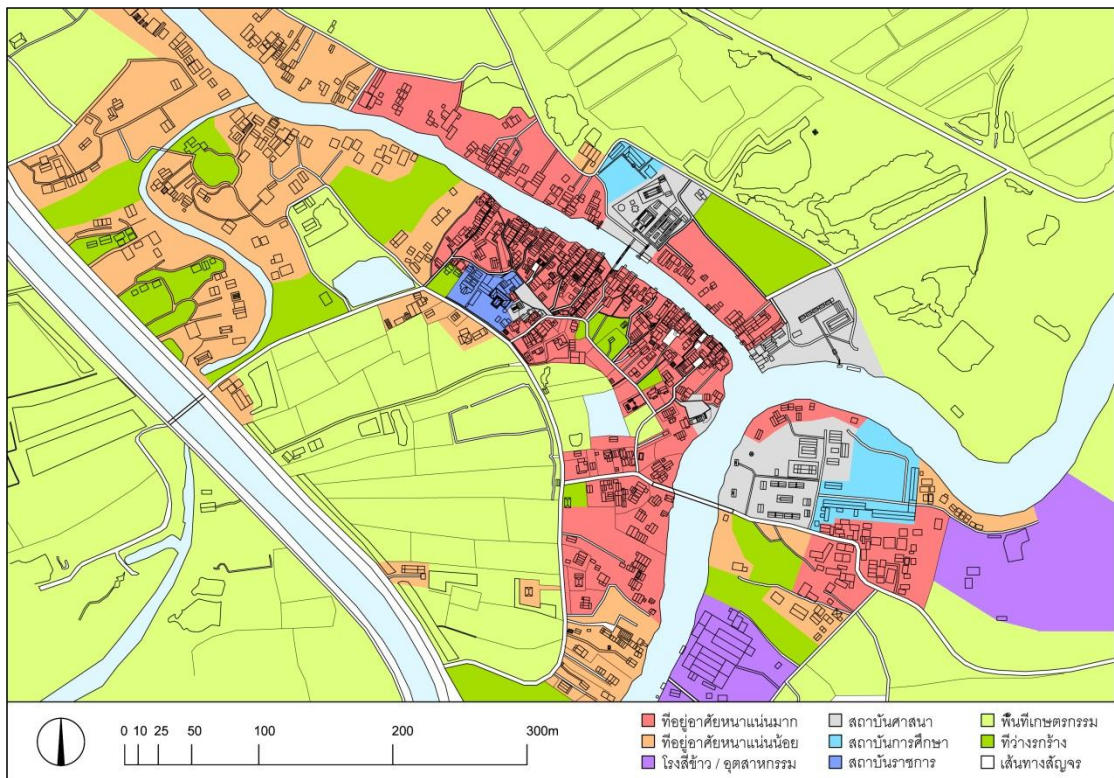 0 10 25 50 100 200 300m
ที่อยู่อาศัยหนาแน่นมาก
ที่อยู่อาศัยหนาแน่นน้อย
โรงสีข้าว / อุตสาหกรรม
สถาบันศาสนา
สถาบันการศึกษา
สถาบันราชการ
พื้นที่เกษตรกรรม
ที่ว่างรกร้าง
เส้นทางสัญจร